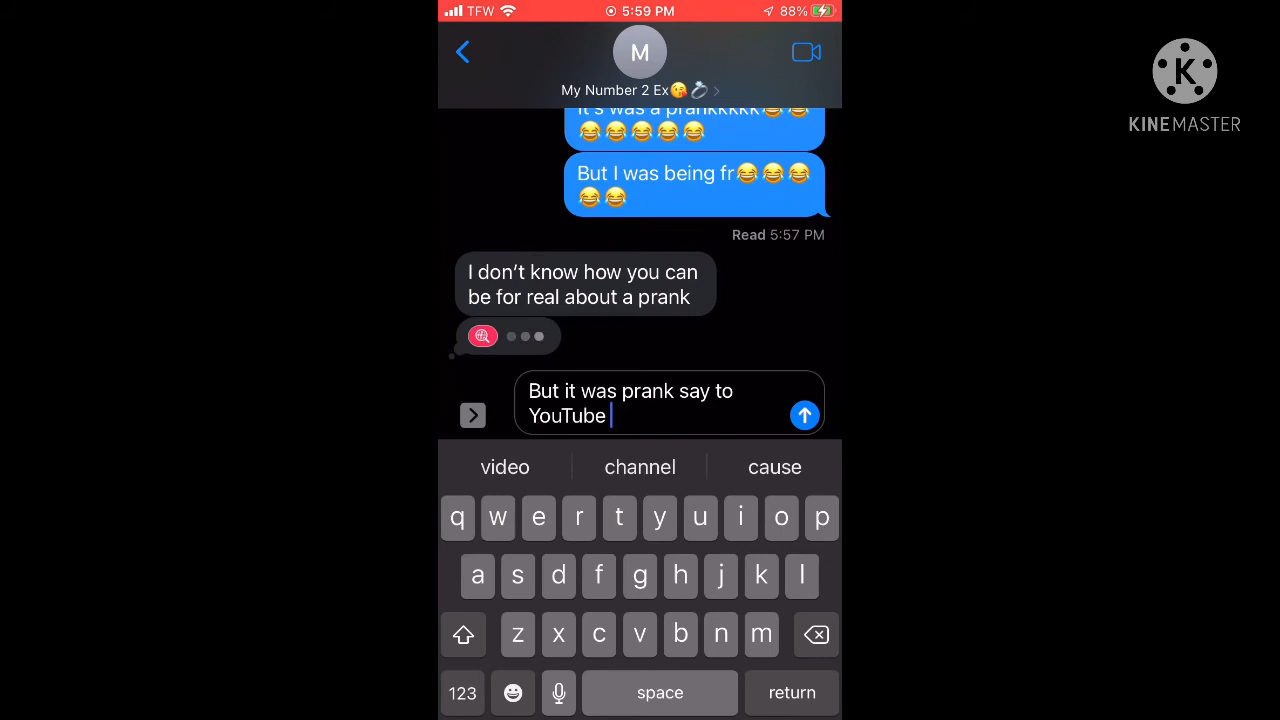 TFW 5:59 PM 88%
M
My Number 2 Ex😘💍
It's was a prankkkkk😂😂
😂😂😂😂😂
But I was being fr😂😂😂
😂😂
Read 5:57 PM
I don't know how you can
be for real about a prank
But it was prank say to
YouTube
video channel cause
q w e r t y u i o p
a s d f g h j k l
z x c v b n m
123 space return
K
KINEMASTER